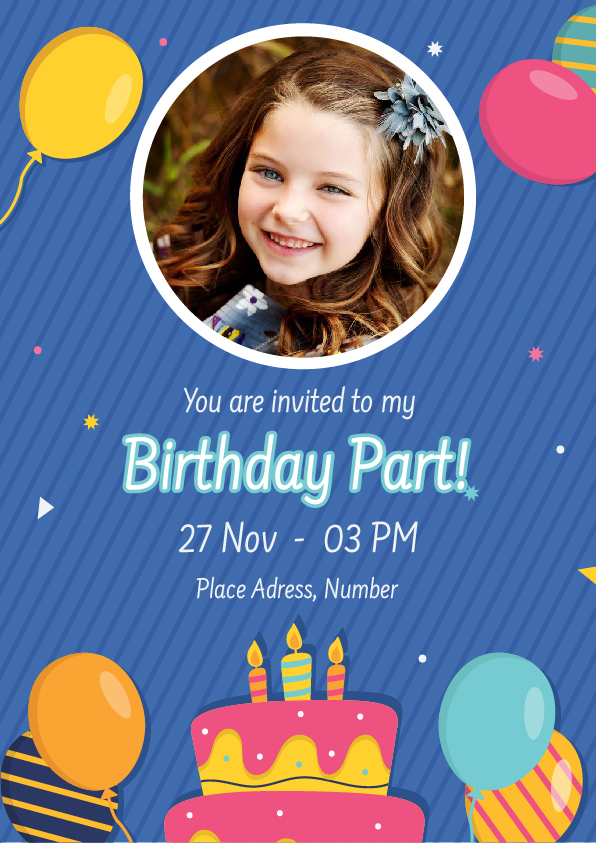 You are invited to my
Birthday Part!
27 Nov - 03 PM
Place Adress, Number